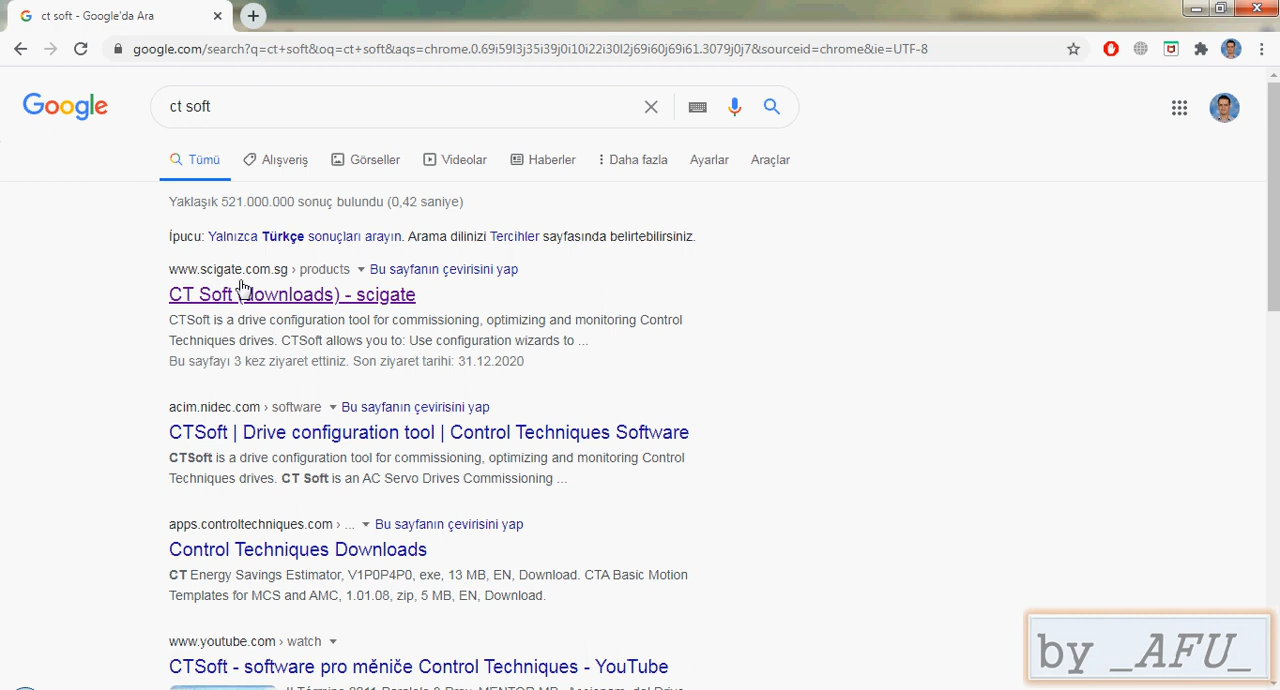 ct soft - Google'da Ara
google.com/search?q=ct+soft&oq=ct+soft&aqs=chrome.0.69i59l3j35i39j0i10i22i30l2j69i60j69i61.3079j0j7&sourceid=chrome&ie=UTF-8
Google
ct soft
Tümü Alışveriş Görseller Videolar Haberler Daha fazla Ayarlar Araçlar
Yaklaşık 521.000.000 sonuç bulundu (0,42 saniye)
İpucu: Yalnızca Türkçe sonuçları arayın. Arama dilinizi Tercihler sayfasında belirtebilirsiniz.
www.scigate.com.sg › products Bu sayfanın çevirisini yap
CT Soft (downloads) - scigate
CTSoft is a drive configuration tool for commissioning, optimizing and monitoring Control
Techniques drives. CTSoft allows you to: Use configuration wizards to ...
Bu sayfayı 3 kez ziyaret ettiniz. Son ziyaret tarihi: 31.12.2020
acim.nidec.com › software Bu sayfanın çevirisini yap
CTSoft | Drive configuration tool | Control Techniques Software
CTSoft is a drive configuration tool for commissioning, optimizing and monitoring Control
Techniques drives. CT Soft is an AC Servo Drives Commissioning ...
apps.controltechniques.com › ... Bu sayfanın çevirisini yap
Control Techniques Downloads
CT Energy Savings Estimator, V1P0P4P0, exe, 13 MB, EN, Download. CTA Basic Motion
Templates for MCS and AMC, 1.01.08, zip, 5 MB, EN, Download.
www.youtube.com › watch
CTSoft - software pro měniče Control Techniques - YouTube
by _AFU_